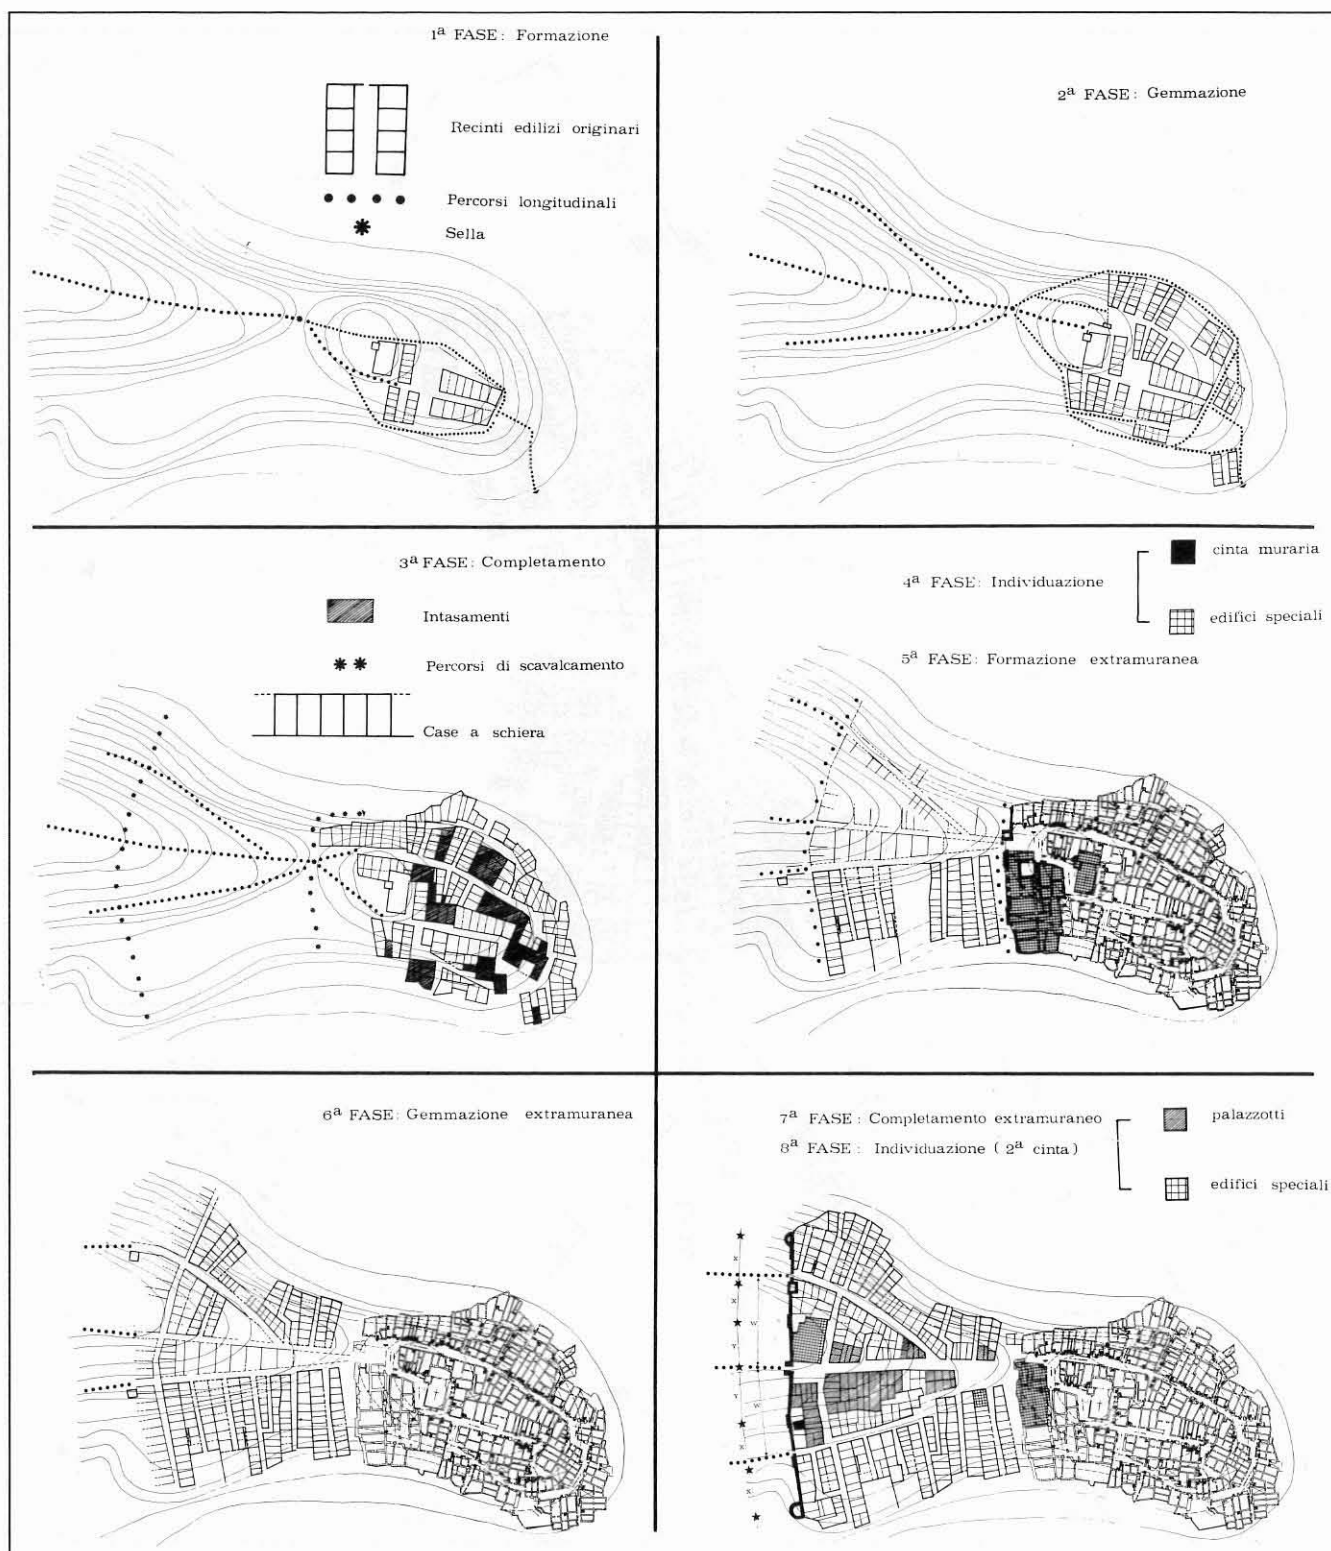 1a FASE: Formazione
Recinti edilizi originari
Percorsi longitudinali
Sella
2a FASE: Gemmazione
3a FASE: Completamento
Intasamenti
Percorsi di scavalcamento
Case a schiera
cinta muraria
4a FASE: Individuazione
edifici speciali
5a FASE: Formazione extramuranea
6a FASE: Gemmazione extramuranea
7a FASE: Completamento extramuraneo
palazzotti
8a FASE: Individuazione (2a cinta)
edifici speciali
X
X
W
Y
Y
W
X
X